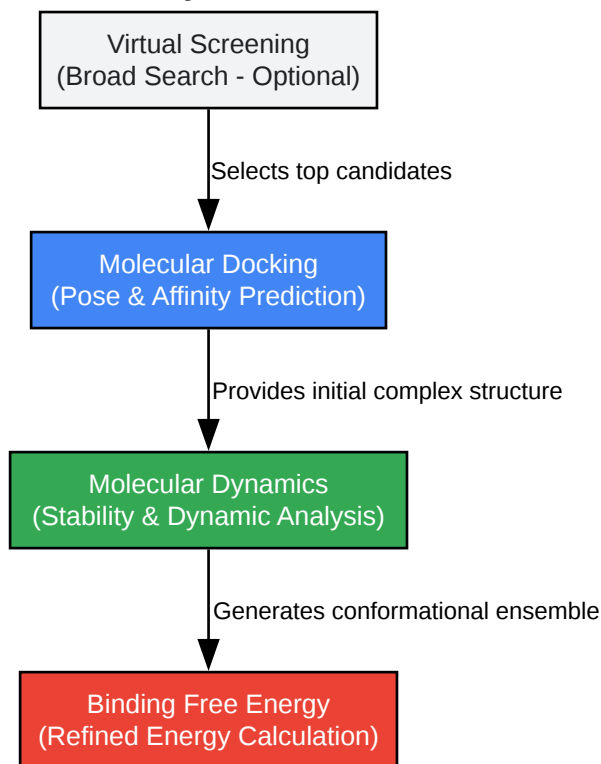 Virtual Screening
(Broad Search - Optional)
Selects top candidates
Molecular Docking
(Pose & Affinity Prediction)
Provides initial complex structure
Molecular Dynamics
(Stability & Dynamic Analysis)
Generates conformational ensemble
Binding Free Energy
(Refined Energy Calculation)